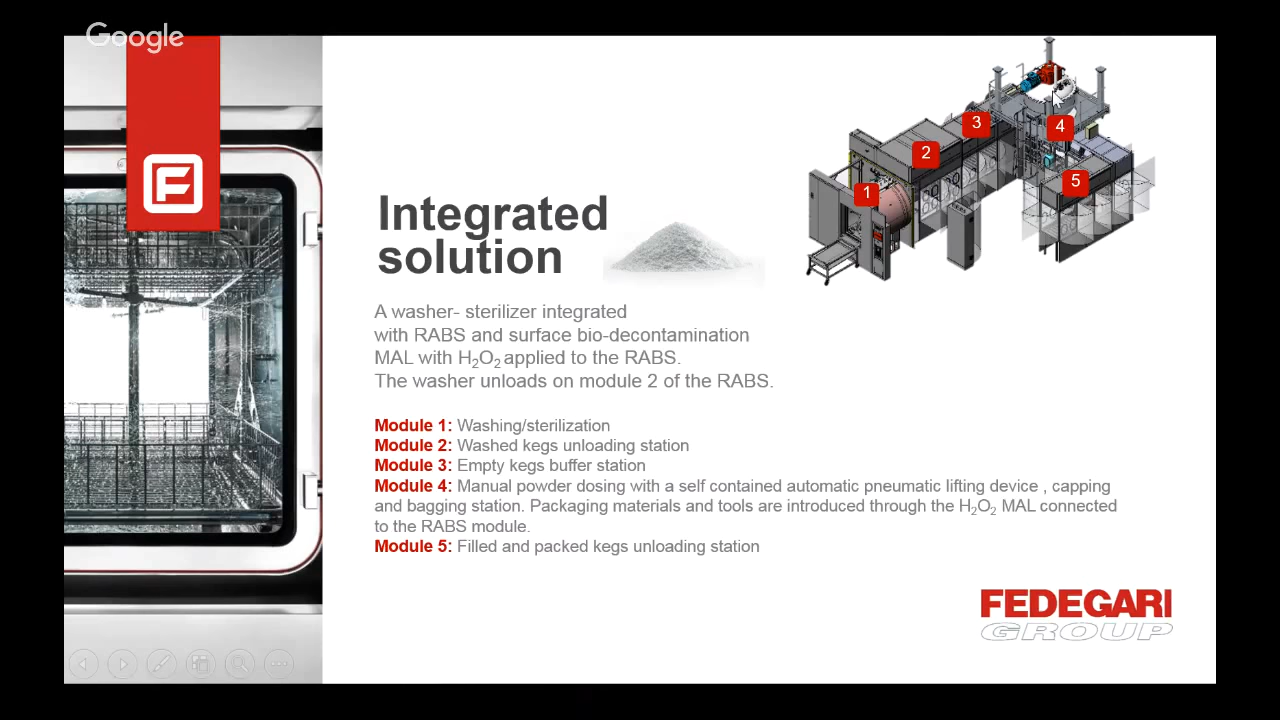 Google
F
1
2
3
4
5
Integrated
solution
A washer- sterilizer integrated
with RABS and surface bio-decontamination
MAL with H₂O₂ applied to the RABS.
The washer unloads on module 2 of the RABS.
Module 1: Washing/sterilization
Module 2: Washed kegs unloading station
Module 3: Empty kegs buffer station
Module 4: Manual powder dosing with a self contained automatic pneumatic lifting device , capping
and bagging station. Packaging materials and tools are introduced through the H₂O₂ MAL connected
to the RABS module.
Module 5: Filled and packed kegs unloading station
FEDEGARI
GROUP